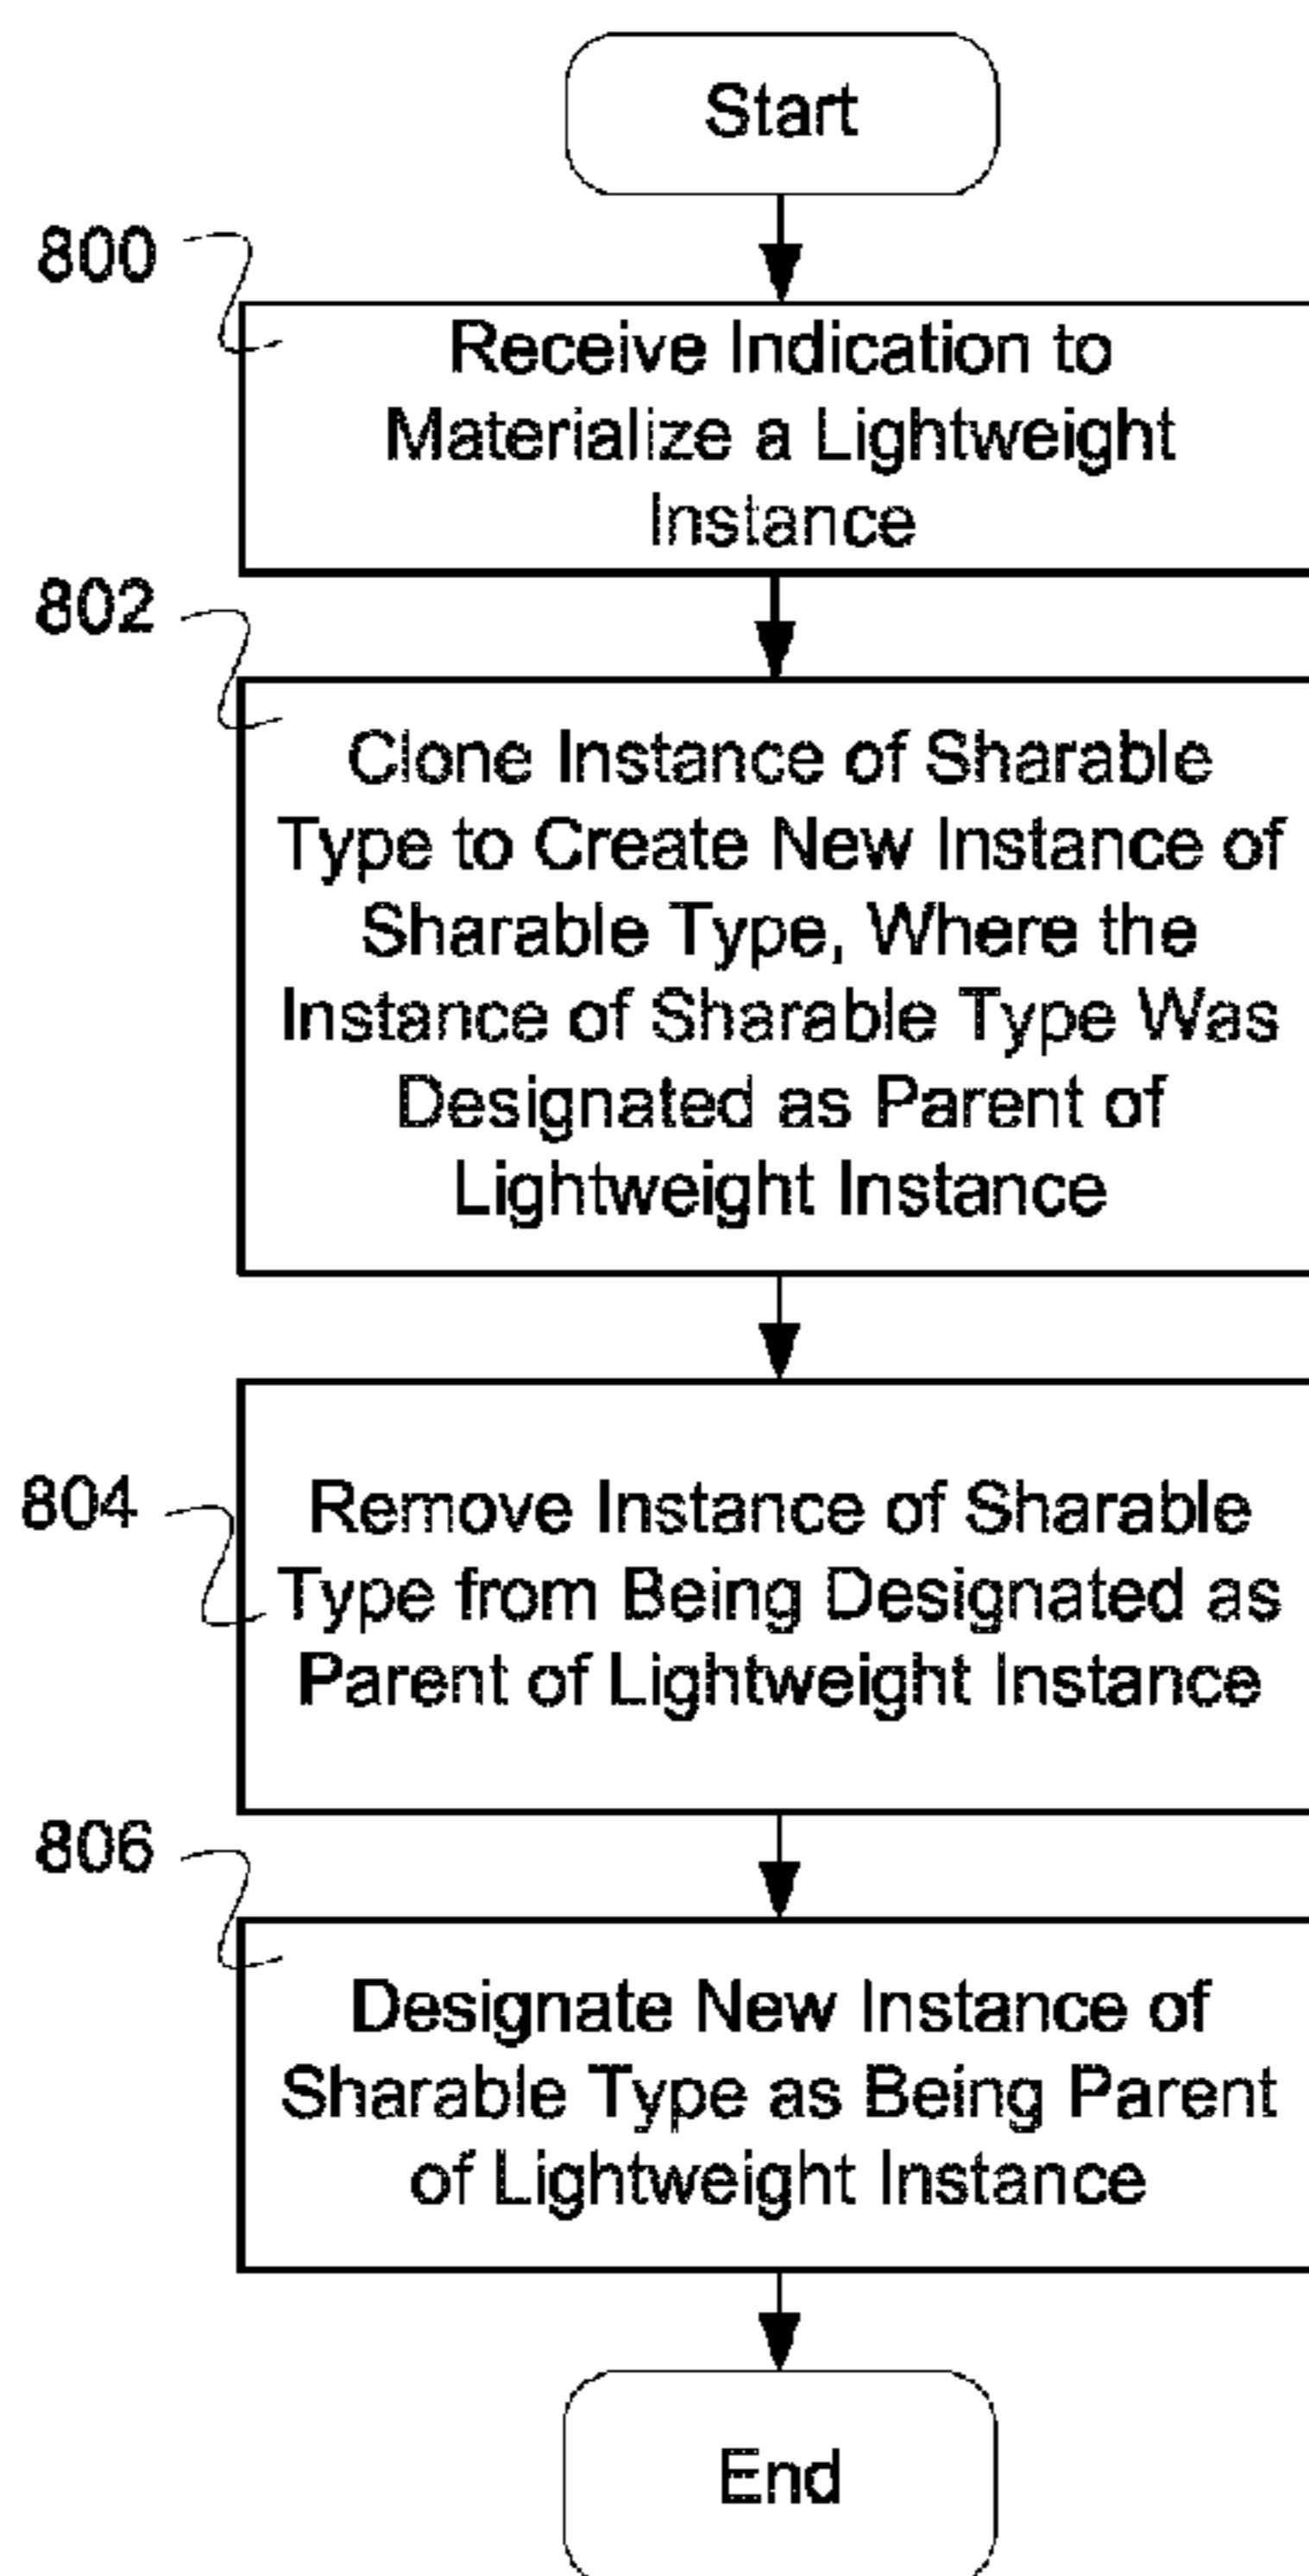 Start
800
Receive Indication to
Materialize a Lightweight
Instance
802
Clone Instance of Sharable
Type to Create New Instance of
Sharable Type, Where the
Instance of Sharable Type Was
Designated as Parent of
Lightweight Instance
804
Remove Instance of Sharable
Type from Being Designated as
Parent of Lightweight Instance
806
Designate New Instance of
Sharable Type as Being Parent
of Lightweight Instance
End